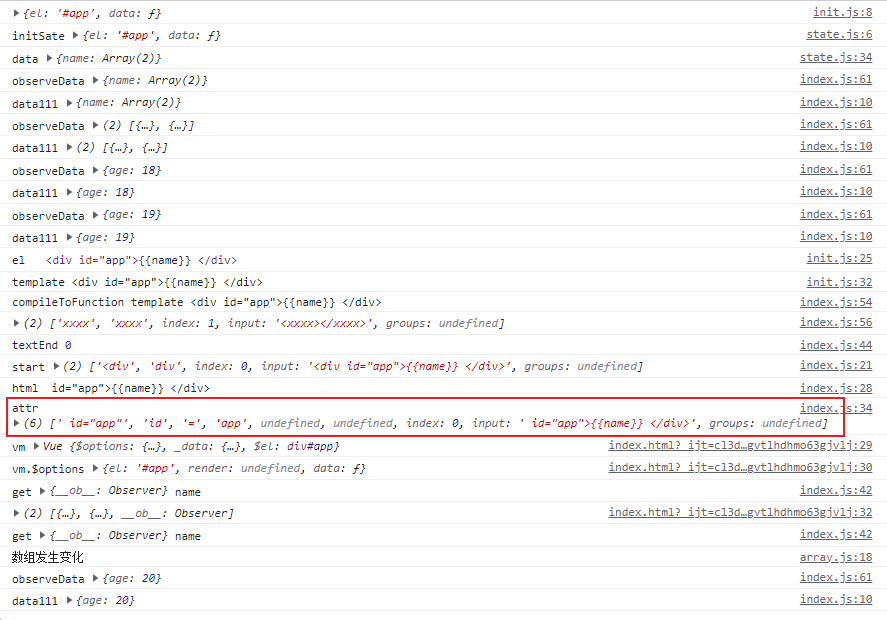 ▶{el: '#app', data: ƒ} init.js:8
initSate ▶{el: '#app', data: ƒ} state.js:6
data ▶{name: Array(2)} state.js:34
observeData ▶{name: Array(2)} index.js:61
data111 ▶{name: Array(2)} index.js:10
observeData ▶(2) [{…}, {…}] index.js:61
data111 ▶(2) [{…}, {…}] index.js:10
observeData ▶{age: 18} index.js:61
data111 ▶{age: 18} index.js:10
observeData ▶{age: 19} index.js:61
data111 ▶{age: 19} index.js:10
el <div id="app">{{name}} </div> init.js:25
template <div id="app">{{name}} </div> init.js:32
compileToFunction template <div id="app">{{name}} </div> index.js:54
▶(2) ['xxxx', 'xxxx', index: 1, input: '<xxxx></xxxx>', groups: undefined] index.js:56
textEnd 0 index.js:44
start ▶(2) ['<div', 'div', index: 0, input: '<div id="app">{{name}} </div>', groups: undefined] index.js:21
html  id="app">{{name}} </div> index.js:28
attr index.js:34
▶(6) [' id="app"', 'id', '=', 'app', undefined, undefined, index: 0, input: ' id="app">{{name}} </div>', groups: undefined]
vm ▶Vue {$options: {…}, _data: {…}, $el: div#app} index.html?_ijt=cl3d…gvtlhdhmo63gjvlj:29
vm.$options ▶{el: '#app', render: undefined, data: ƒ} index.html?_ijt=cl3d…gvtlhdhmo63gjvlj:30
get ▶{__ob__: Observer} name index.js:42
▶(2) [{…}, {…}, __ob__: Observer] index.html?_ijt=cl3d…gvtlhdhmo63gjvlj:32
get ▶{__ob__: Observer} name index.js:42
数组发生变化 array.js:18
observeData ▶{age: 20} index.js:61
data111 ▶{age: 20} index.js:10